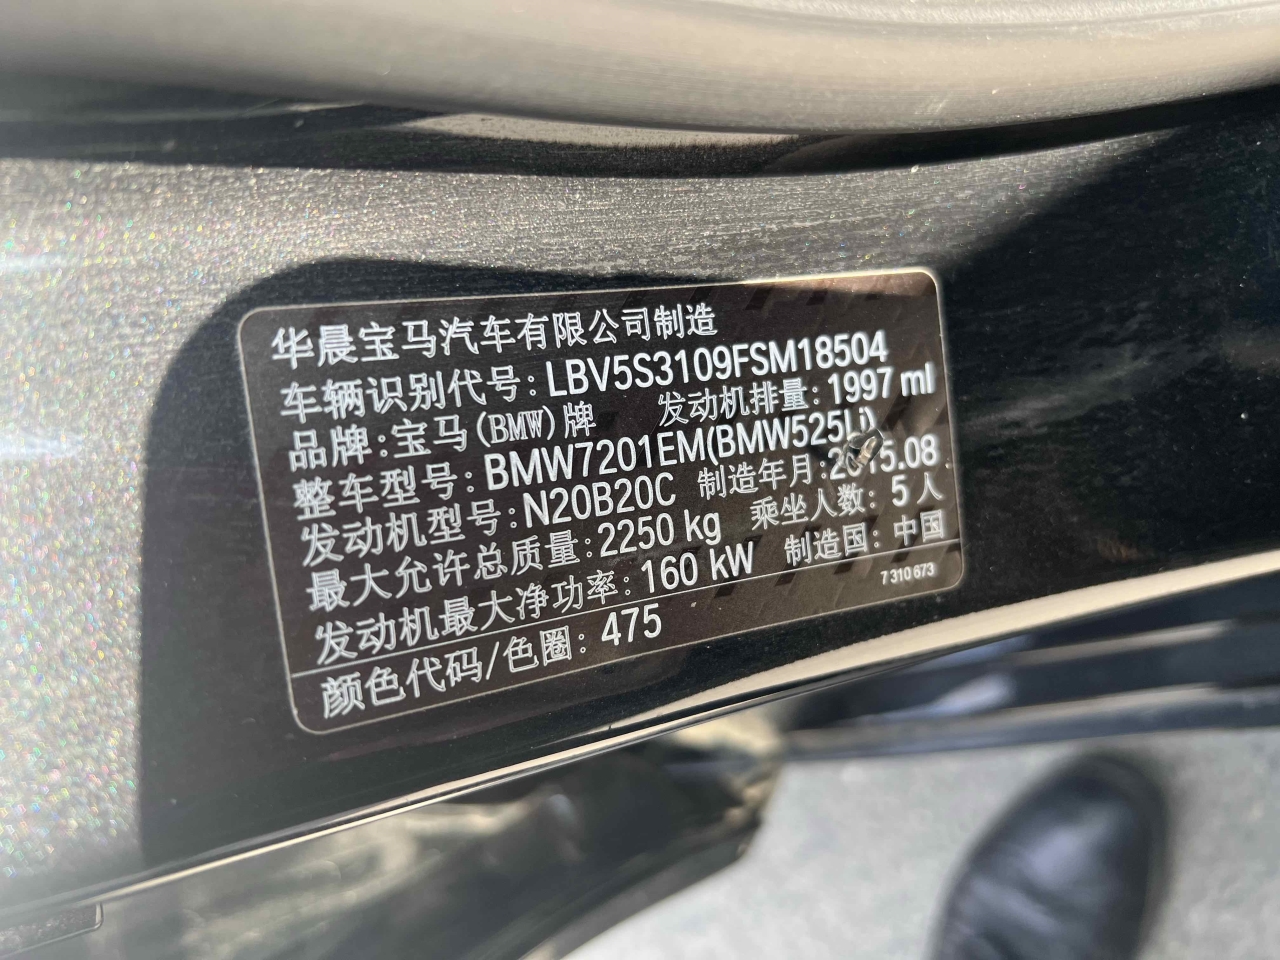 华晨宝马汽车有限公司制造
车辆识别代号: LBV5S3109FSM18504
品牌: 宝马(BMW)牌 发动机排量: 1997 ml
整车型号: BMW7201EM(BMW525Li)
发动机型号: N20B20C 制造年月: 2015.08
最大允许总质量: 2250 kg 乘坐人数: 5 人
发动机最大净功率: 160 kW 制造国: 中国
颜色代码/色圈: 475 7 310 673